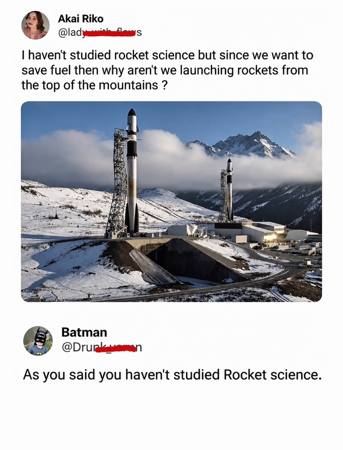 Akai Riko
I haven't studied rocket science but since we want to
save fuel then why aren't we launching rockets from
the top of the mountains ?
Batman
As you said you haven't studied Rocket science.